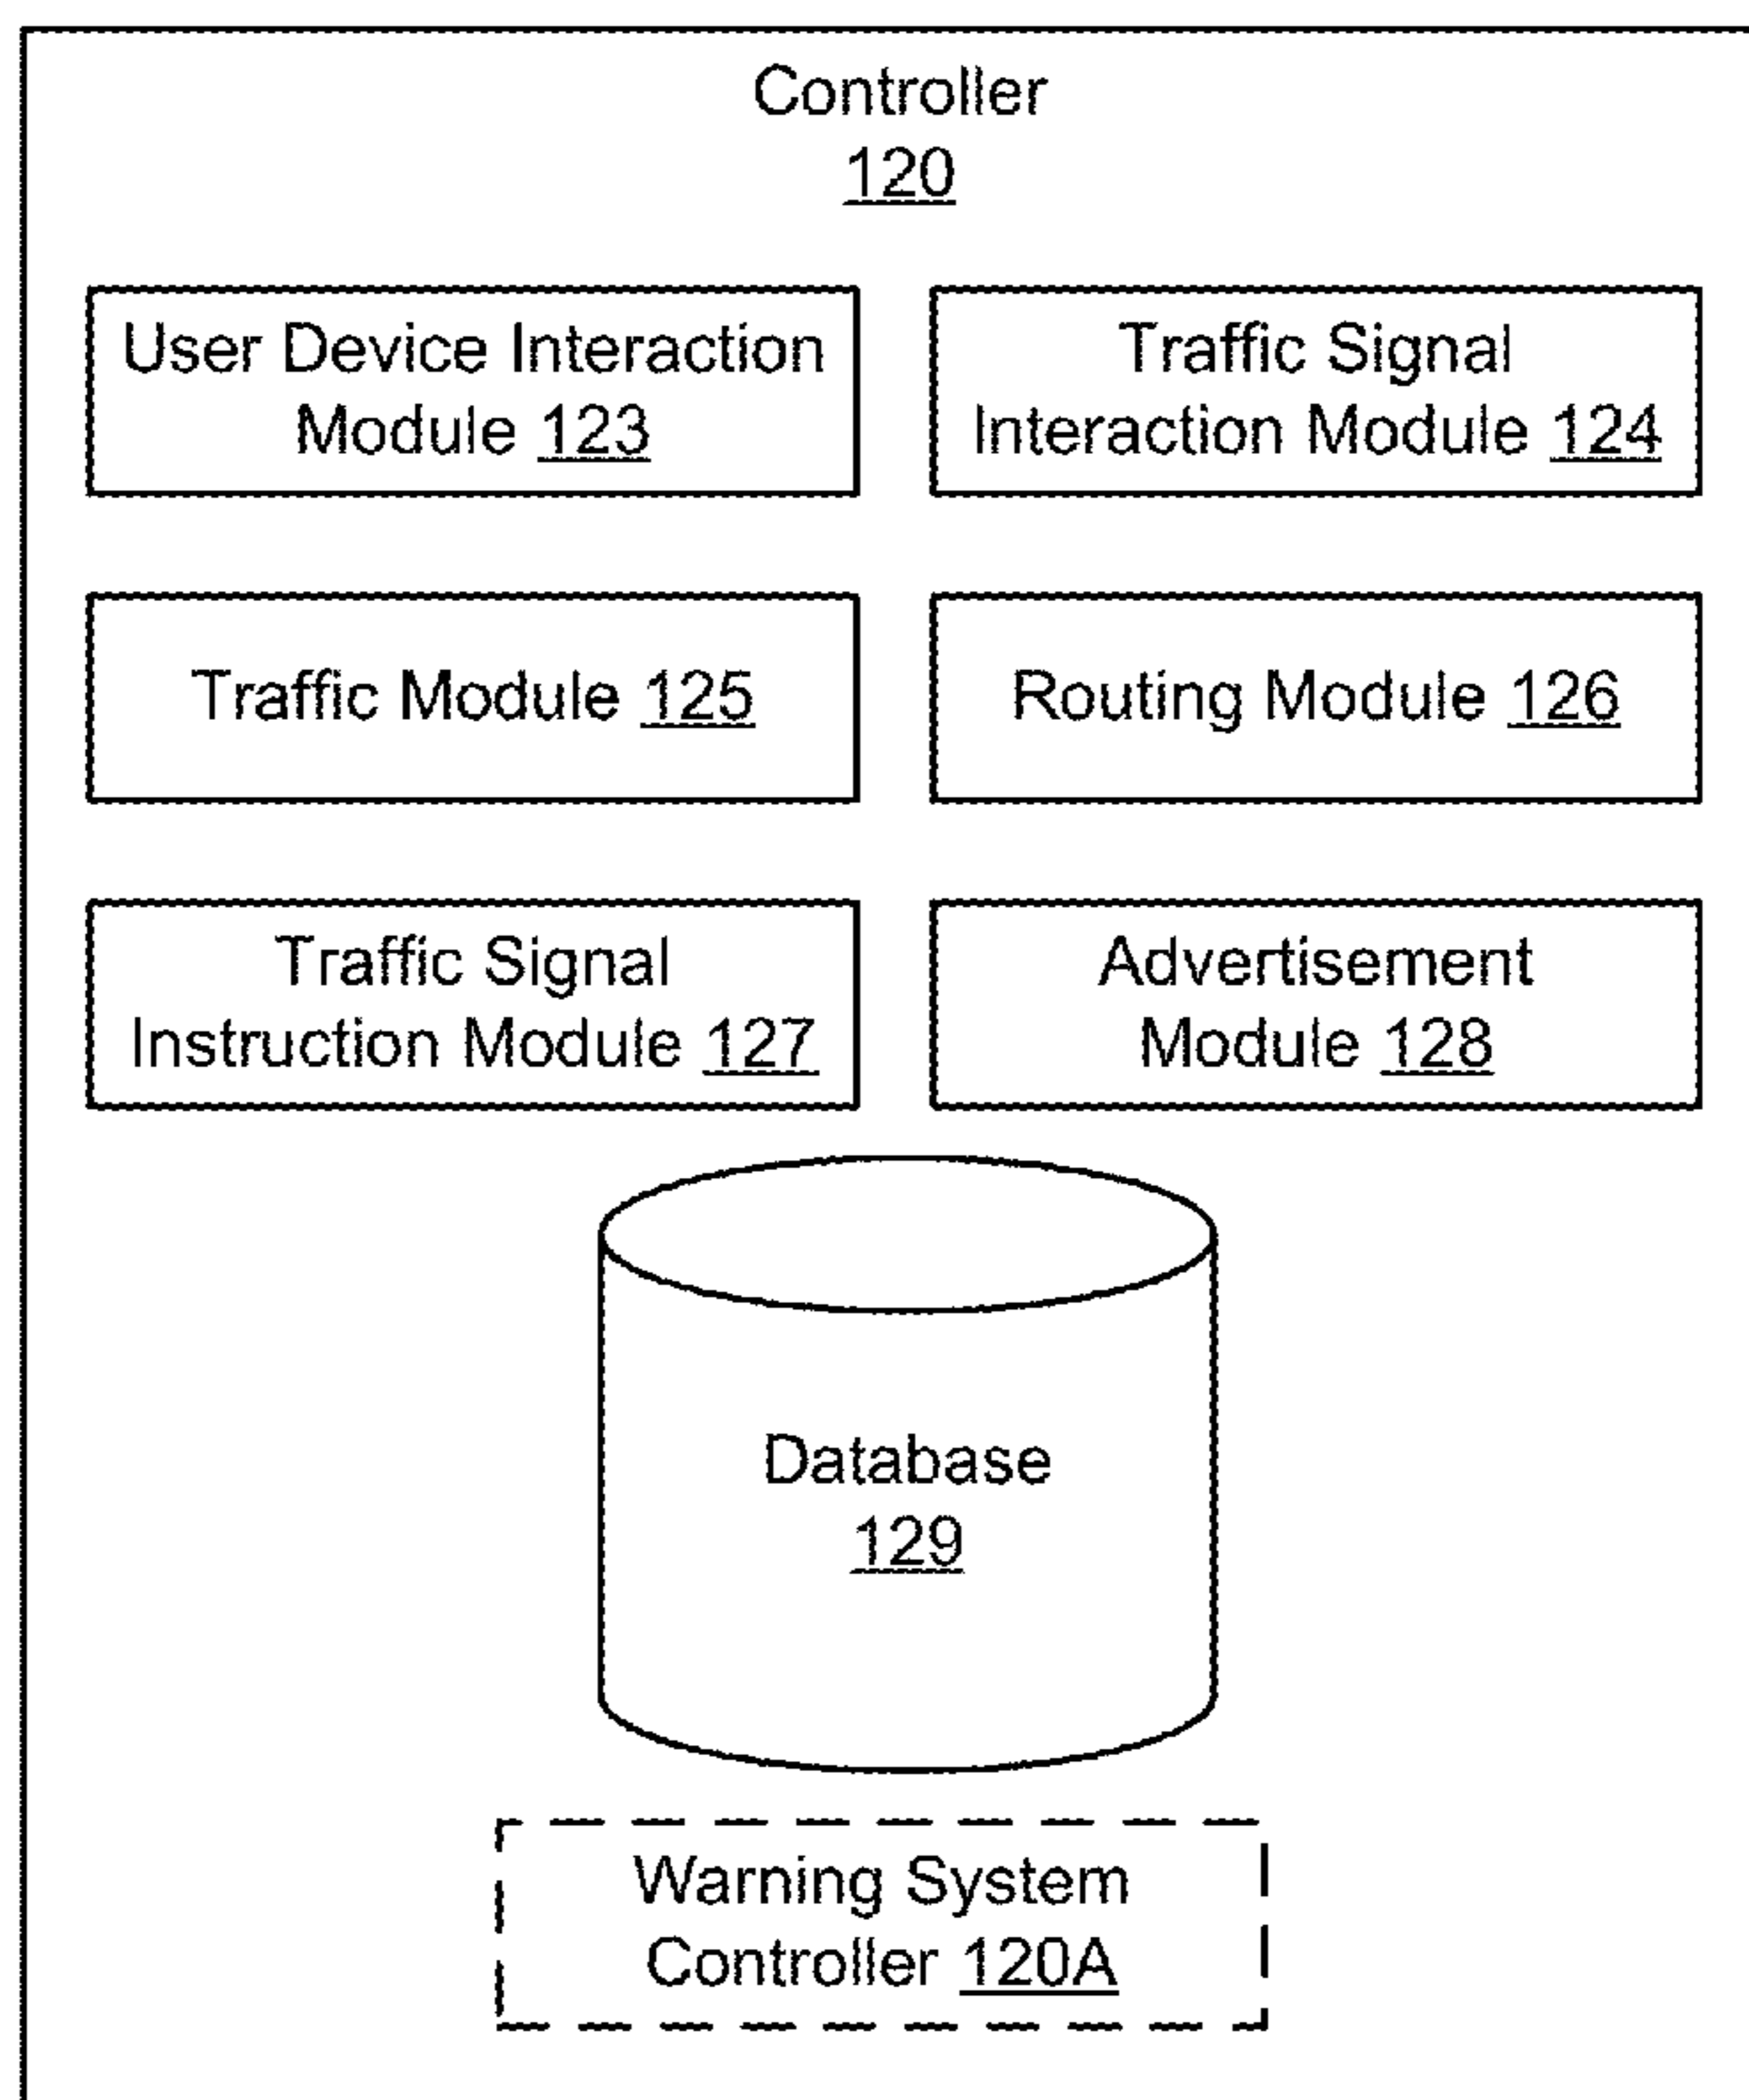 Controller
120
User Device Interaction
Module 123
Traffic Signal
Interaction Module 124
Traffic Module 125
Routing Module 126
Traffic Signal
Instruction Module 127
Advertisement
Module 128
Database
129
Warning System
Controller 120A